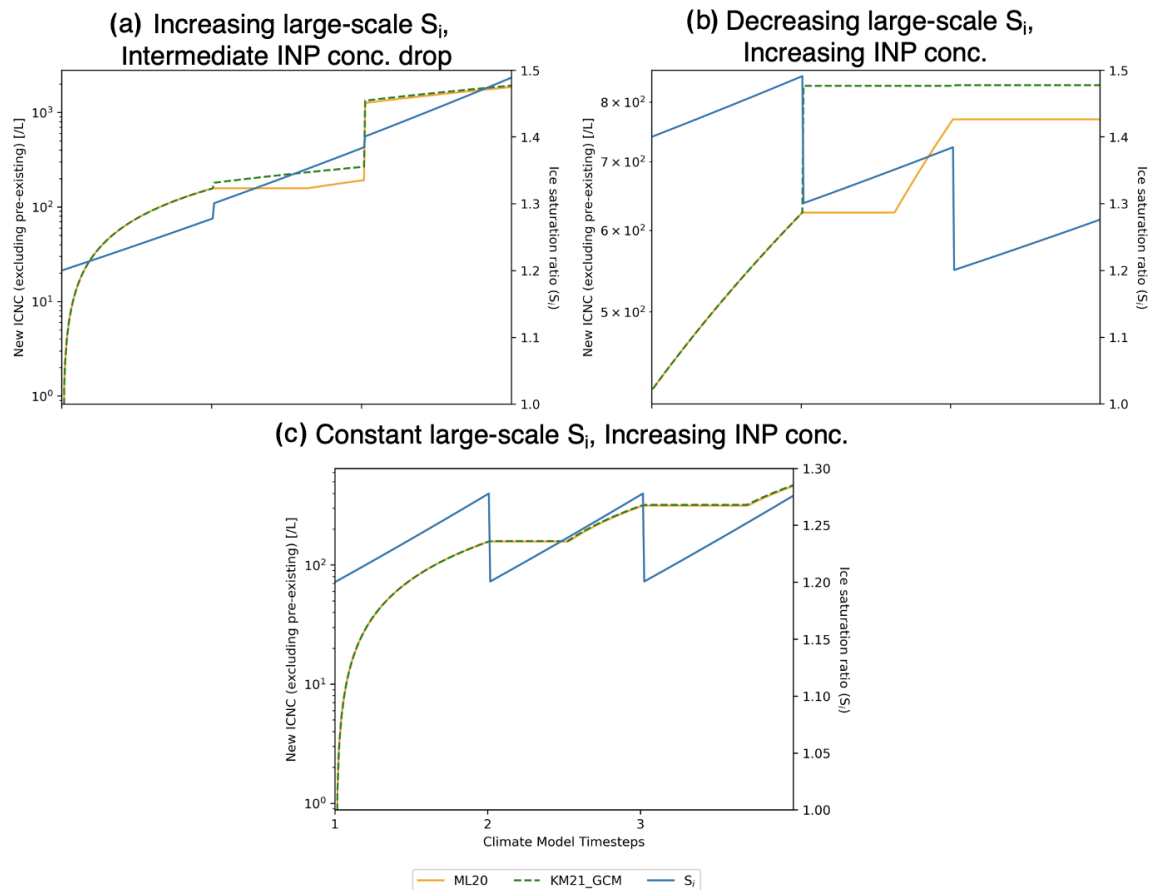 (a) Increasing large-scale Si,
Intermediate INP conc. drop
New ICNC (excluding pre-existing) [/L]
10³
10²
10¹
10⁰
1.5
1.4
1.3
1.2
1.1
1.0
Ice saturation ratio (Si)
(b) Decreasing large-scale Si,
Increasing INP conc.
New ICNC (excluding pre-existing) [/L]
8 × 10²
7 × 10²
6 × 10²
5 × 10²
1.5
1.4
1.3
1.2
1.1
1.0
Ice saturation ratio (Si)
(c) Constant large-scale Si, Increasing INP conc.
New ICNC (excluding pre-existing) [/L]
10²
10¹
10⁰
1.30
1.25
1.20
1.15
1.10
1.05
1.00
Ice saturation ratio (Si)
1 2 3
Climate Model Timesteps
ML20 KM21_GCM Si